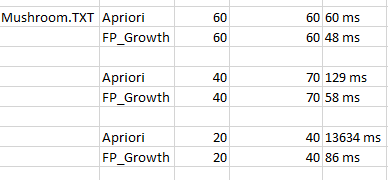 Mushroom.TXT Apriori 60 60 60 ms
FP_Growth 60 60 48 ms
Apriori 40 70 129 ms
FP_Growth 40 70 58 ms
Apriori 20 40 13634 ms
FP_Growth 20 40 86 ms